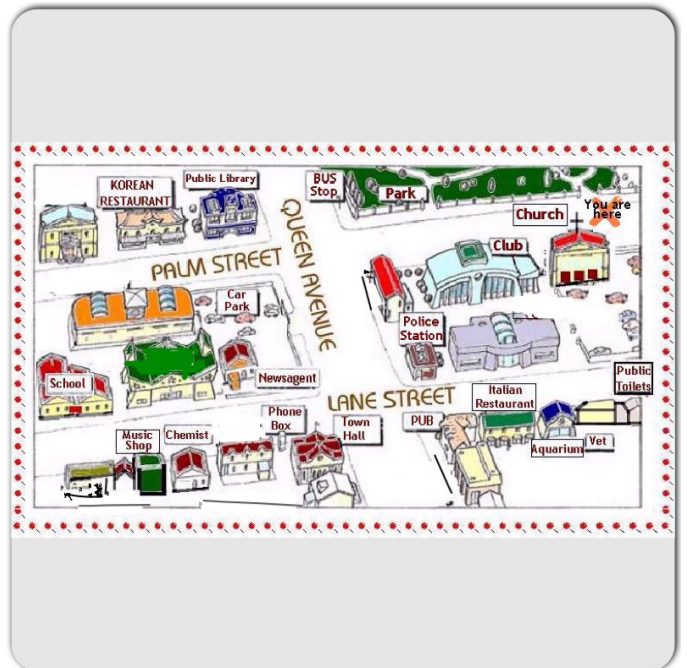 KOREAN
RESTAURANT
Public Library
BUS
Stop
Park
Church
You are
here
Club
QUEEN AVENUE
PALM STREET
Car
Park
Police
Station
School
Newsagent
LANE STREET
Public
Toilets
Italian
Restaurant
Phone
Box
Town
Hall
PUB
Music
Shop
Chemist
Aquarium
Vet